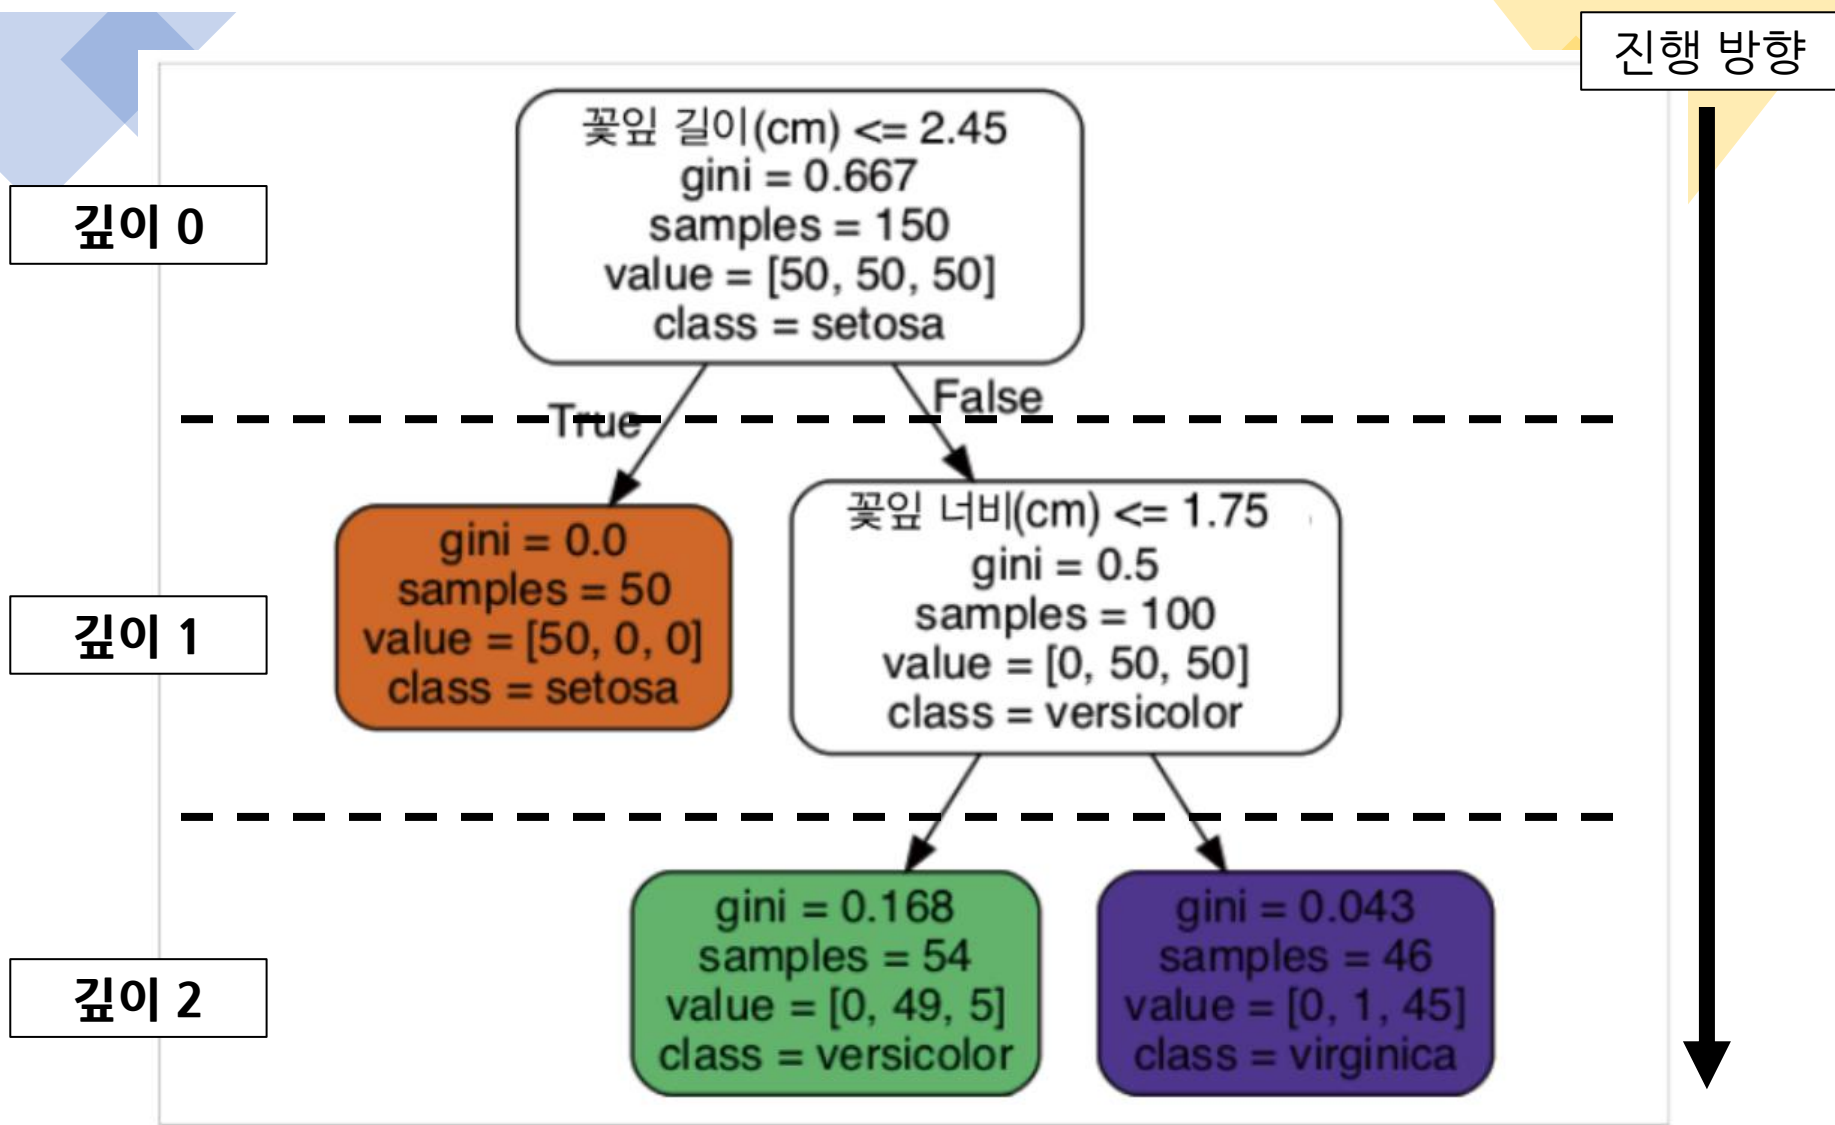 진행 방향
꽃잎 길이(cm) <= 2.45
gini = 0.667
samples = 150
value = [50, 50, 50]
class = setosa
깊이 0
True
False
gini = 0.0
samples = 50
value = [50, 0, 0]
class = setosa
꽃잎 너비(cm) <= 1.75
gini = 0.5
samples = 100
value = [0, 50, 50]
class = versicolor
깊이 1
gini = 0.168
samples = 54
value = [0, 49, 5]
class = versicolor
gini = 0.043
samples = 46
value = [0, 1, 45]
class = virginica
깊이 2